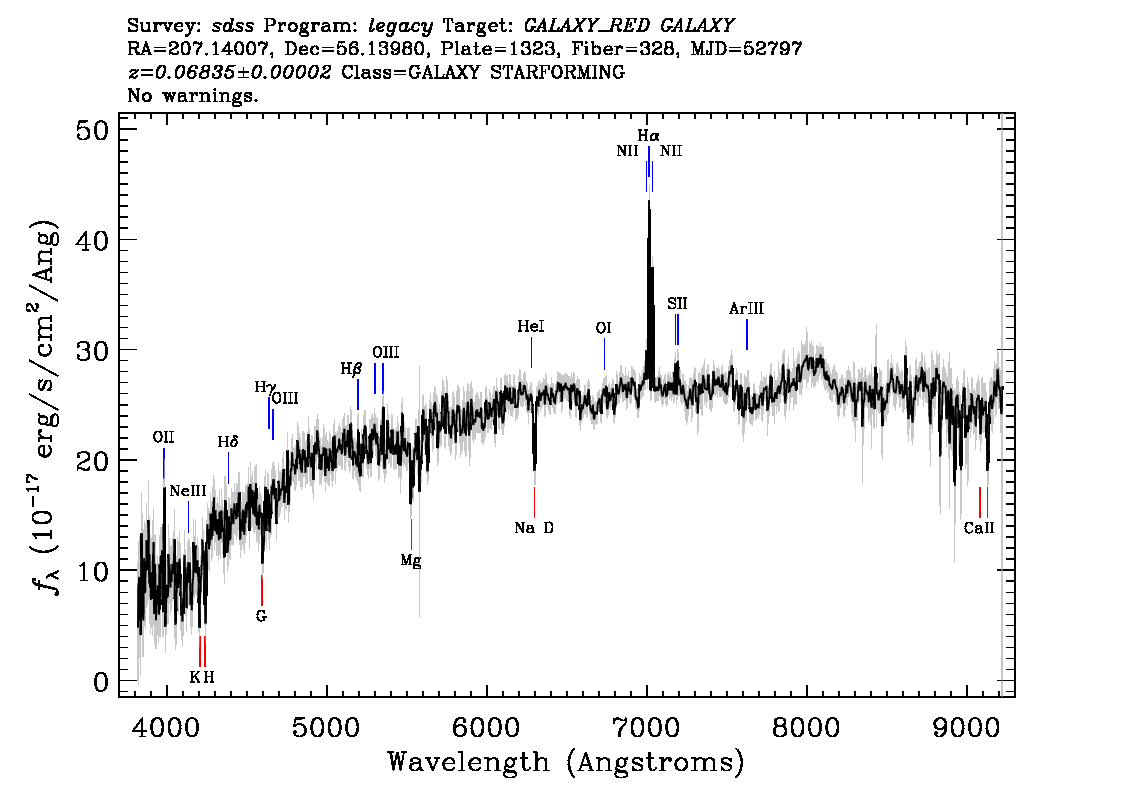 Survey: sdss Program: legacy Target: GALAXY_RED GALAXY
RA=207.14007, Dec=56.13980, Plate=1323, Fiber=328, MJD=52797
z=0.06835±0.00002 Class=GALAXY STARFORMING
No warnings.
50
40
30
20
10
0
Hα
NII NII
SII
ArIII
HeI
OI
OIII
Hβ
Hγ
OIII
OII
Hδ
NeIII
Na D
CaII
Mg
G
K H
4000 5000 6000 7000 8000 9000
Wavelength (Angstroms)
fλ (10−17 erg/s/cm2/Ang)